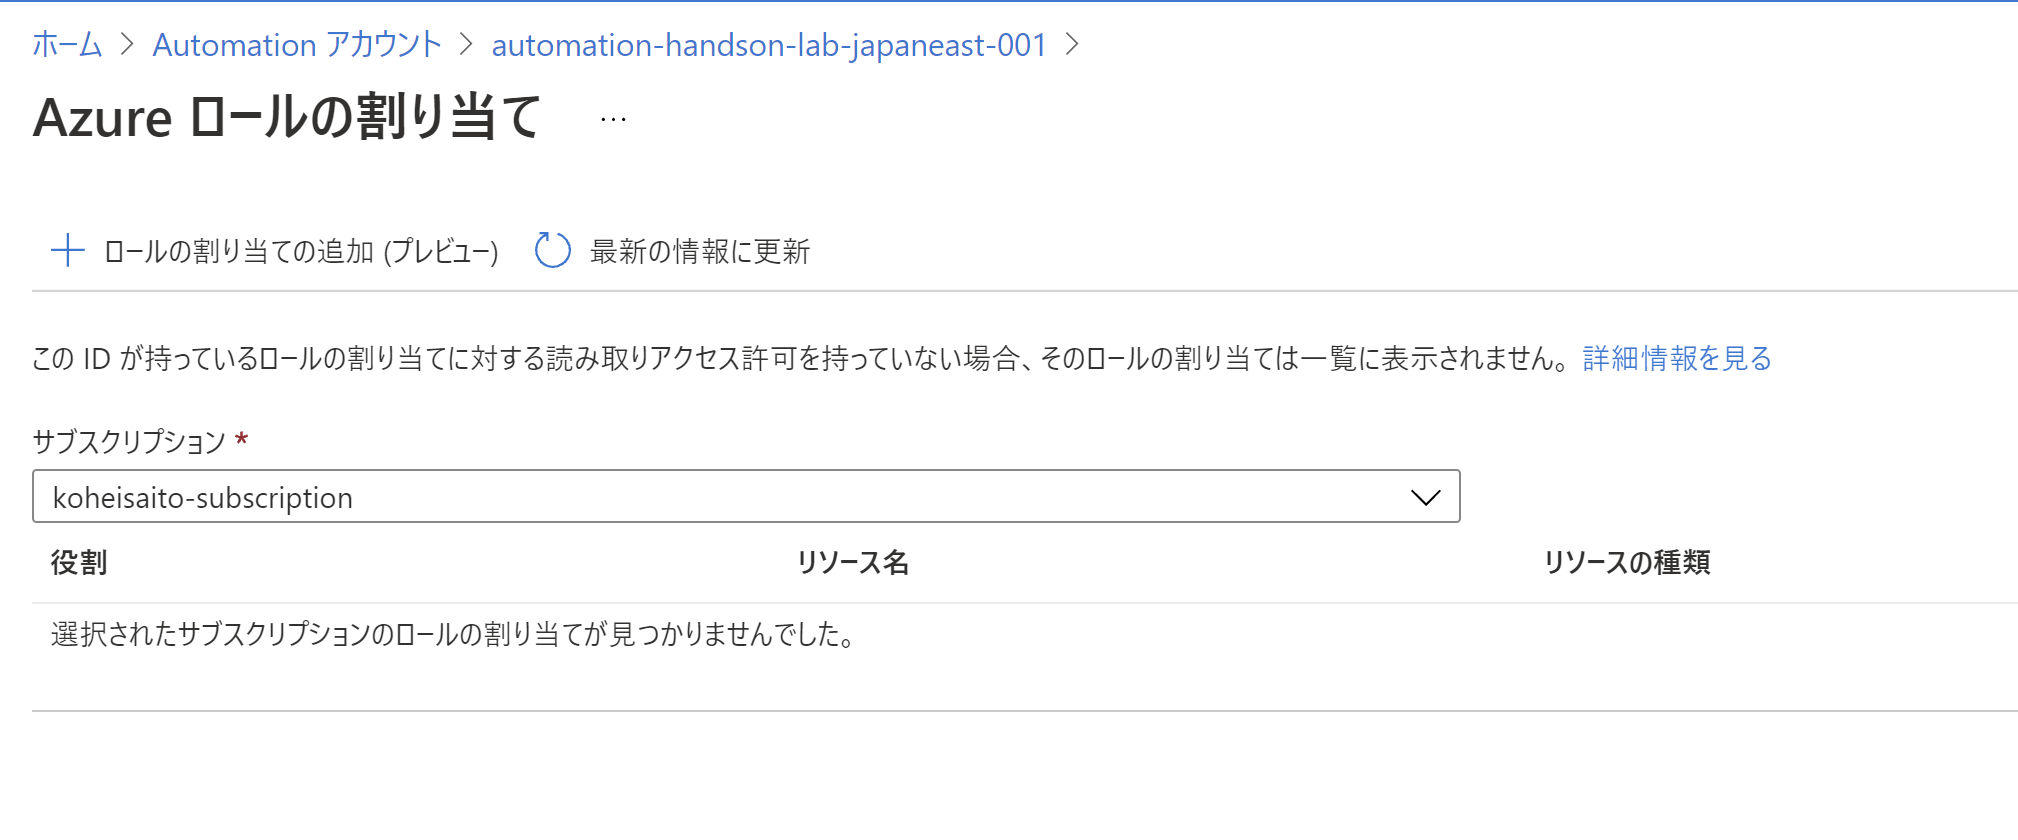 ホーム > Automation アカウント > automation-handson-lab-japaneast-001 >
Azure ロールの割り当て ...
ロールの割り当ての追加 (プレビュー) 最新の情報に更新
この ID が持っているロールの割り当てに対する読み取りアクセス許可を持っていない場合、そのロールの割り当ては一覧に表示されません。 詳細情報を見る
サブスクリプション *
koheisaito-subscription
役割 リソース名 リソースの種類
選択されたサブスクリプションのロールの割り当てが見つかりませんでした。